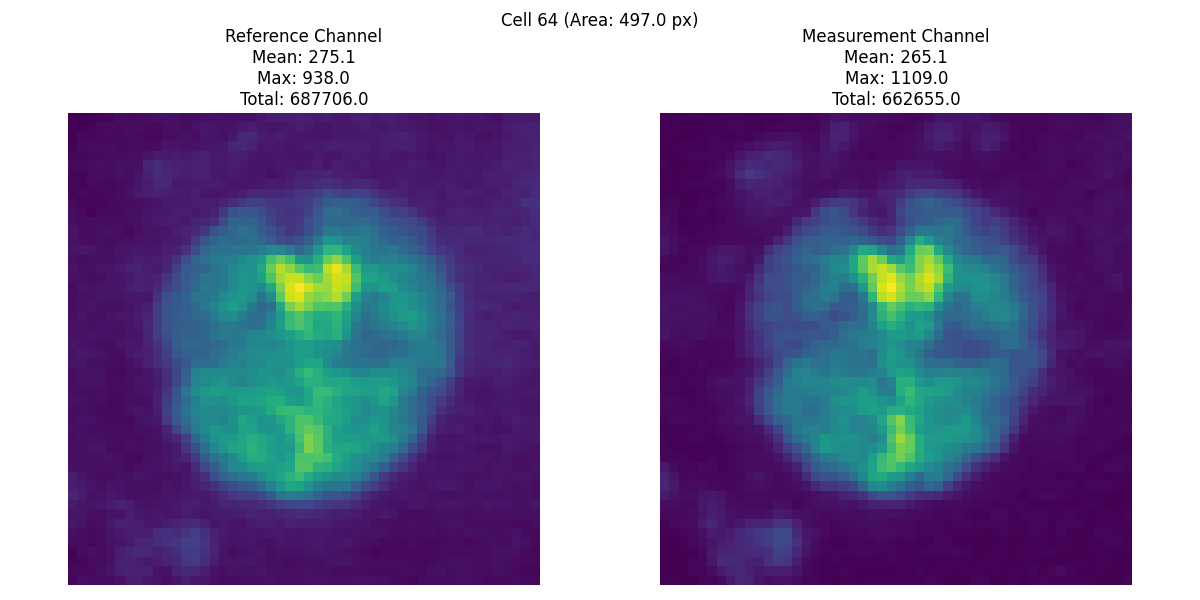 Cell 64 (Area: 497.0 px)
Reference Channel
Mean: 275.1
Max: 938.0
Total: 687706.0
Measurement Channel
Mean: 265.1
Max: 1109.0
Total: 662655.0